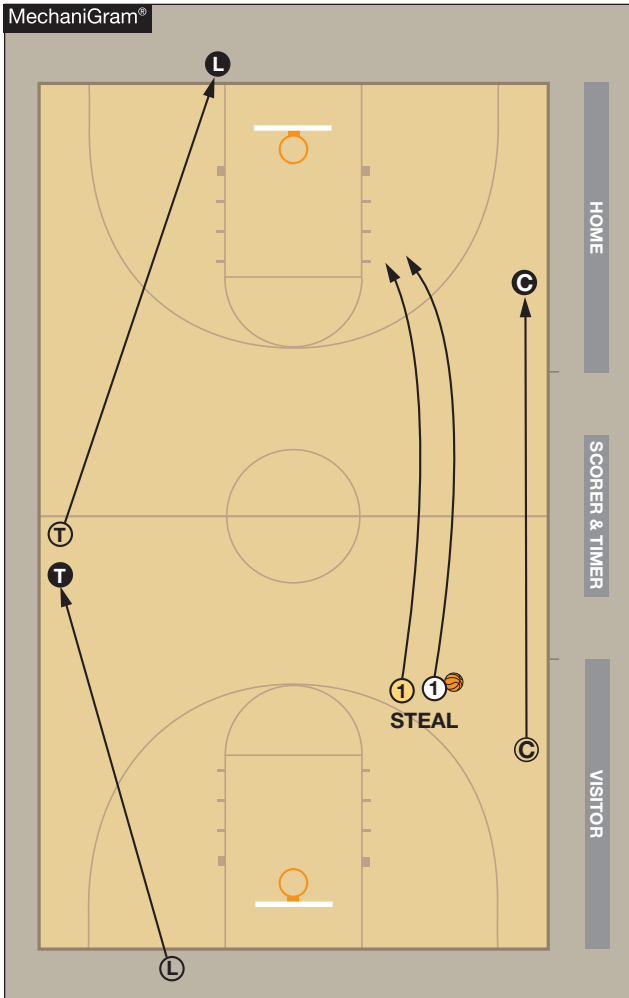 MechaniGram®
L
HOME
C
SCORER & TIMER
T
T
1 1
STEAL
C
VISITOR
L